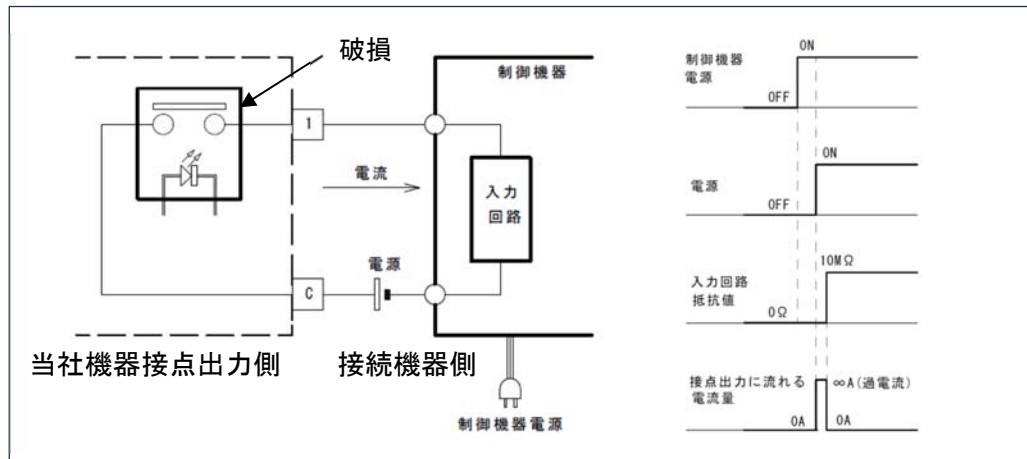 破損
制御機器
1
電流
入力
回路
電源
C
当社機器接点出力側
接続機器側
制御機器電源
ON
制御機器
電源
OFF
ON
電源
OFF
10MΩ
入力回路
抵抗値
0Ω
接点出力に流れる
電流量
∞A(過電流)
0A
0A